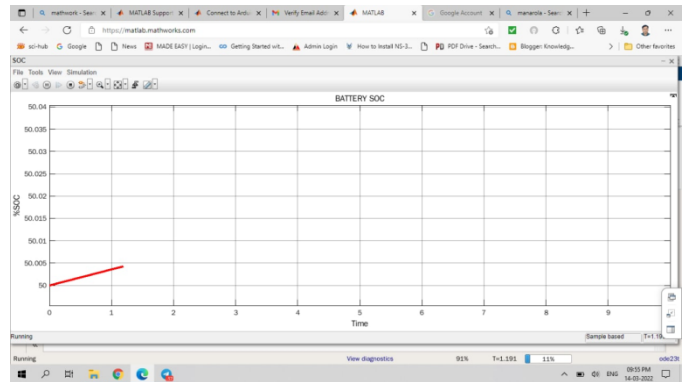 mathwork - Sear
MATLAB Suppor
Connect to Ardu
Verify Email Add
MATLAB
Google Account
manarola - Searc
https://matlab.mathworks.com
sci-hub
Google
News
MADE EASY | Login...
Getting Started wit...
Admin Login
How to Install NS-3...
PDF Drive - Search...
Blogger: Knowledg...
Other favorites
SOC
File Tools View Simulation
BATTERY SOC
50.04
50.035
50.03
50.025
50.02
50.015
50.01
50.005
50
%SOC
0 1 2 3 4 5 6 7 8 9
Time
Running
Sample based
T=1.19
Running
View diagnostics
91%
T=1.191
11%
ode23t
ENG
09:55 PM
14-03-2022